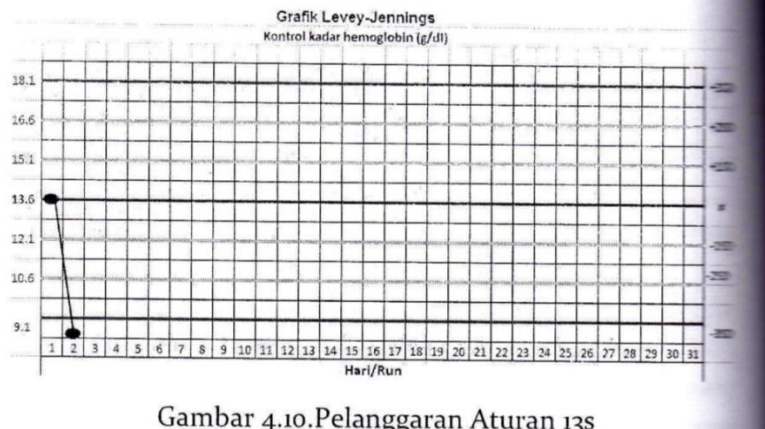 Grafik Levey-Jennings
Kontrol kadar hemoglobin (g/dl)
18.1
16.6
15.1
13.6
12.1
10.6
9.1
1 2 3 4 5 6 7 8 9 10 11 12 13 14 15 16 17 18 19 20 21 22 23 24 25 26 27 28 29 30 31
Hari/Run
Gambar 4.10.Pelanggaran Aturan 13s